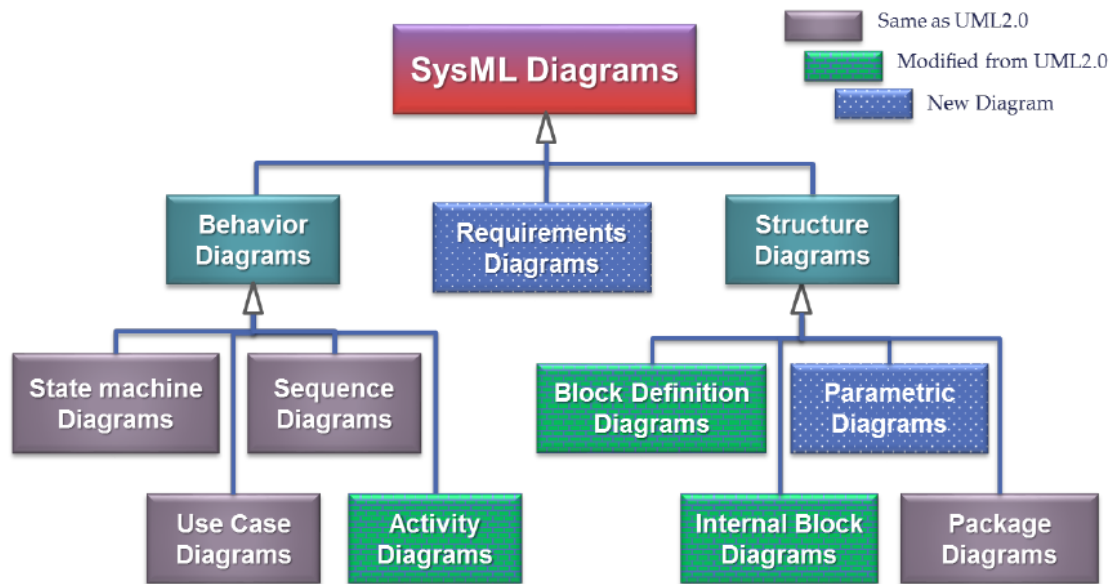 Same as UML2.0
SysML Diagrams
Modified from UML2.0
New Diagram
Behavior
Diagrams
Requirements
Diagrams
Structure
Diagrams
State machine
Diagrams
Sequence
Diagrams
Block Definition
Diagrams
Parametric
Diagrams
Use Case
Diagrams
Activity
Diagrams
Internal Block
Diagrams
Package
Diagrams